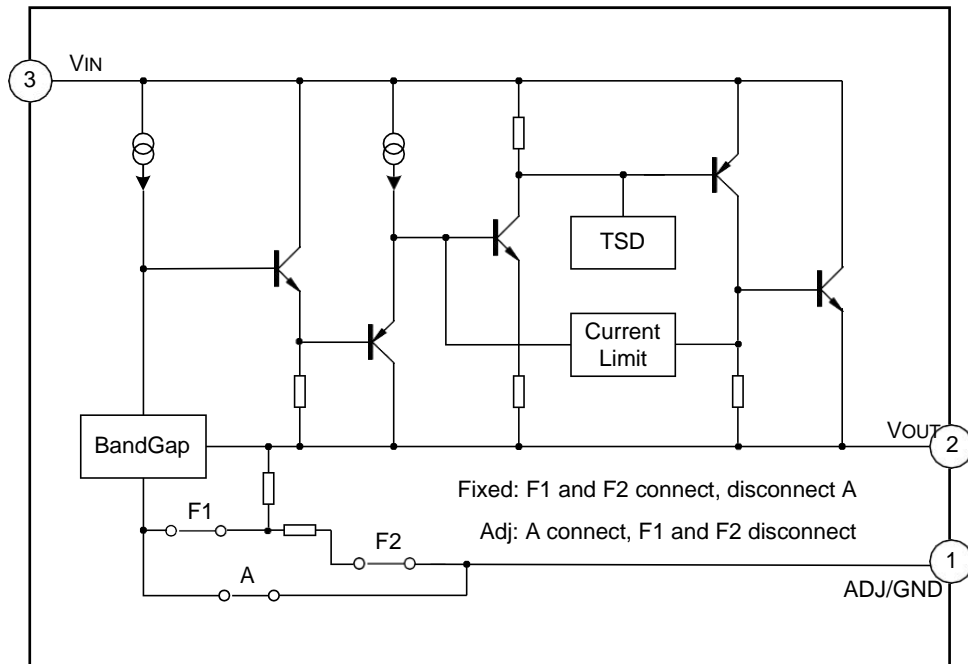 3
VIN
TSD
Current
Limit
BandGap
VOUT
2
Fixed: F1 and F2 connect, disconnect A
F1
Adj: A connect, F1 and F2 disconnect
F2
1
A
ADJ/GND